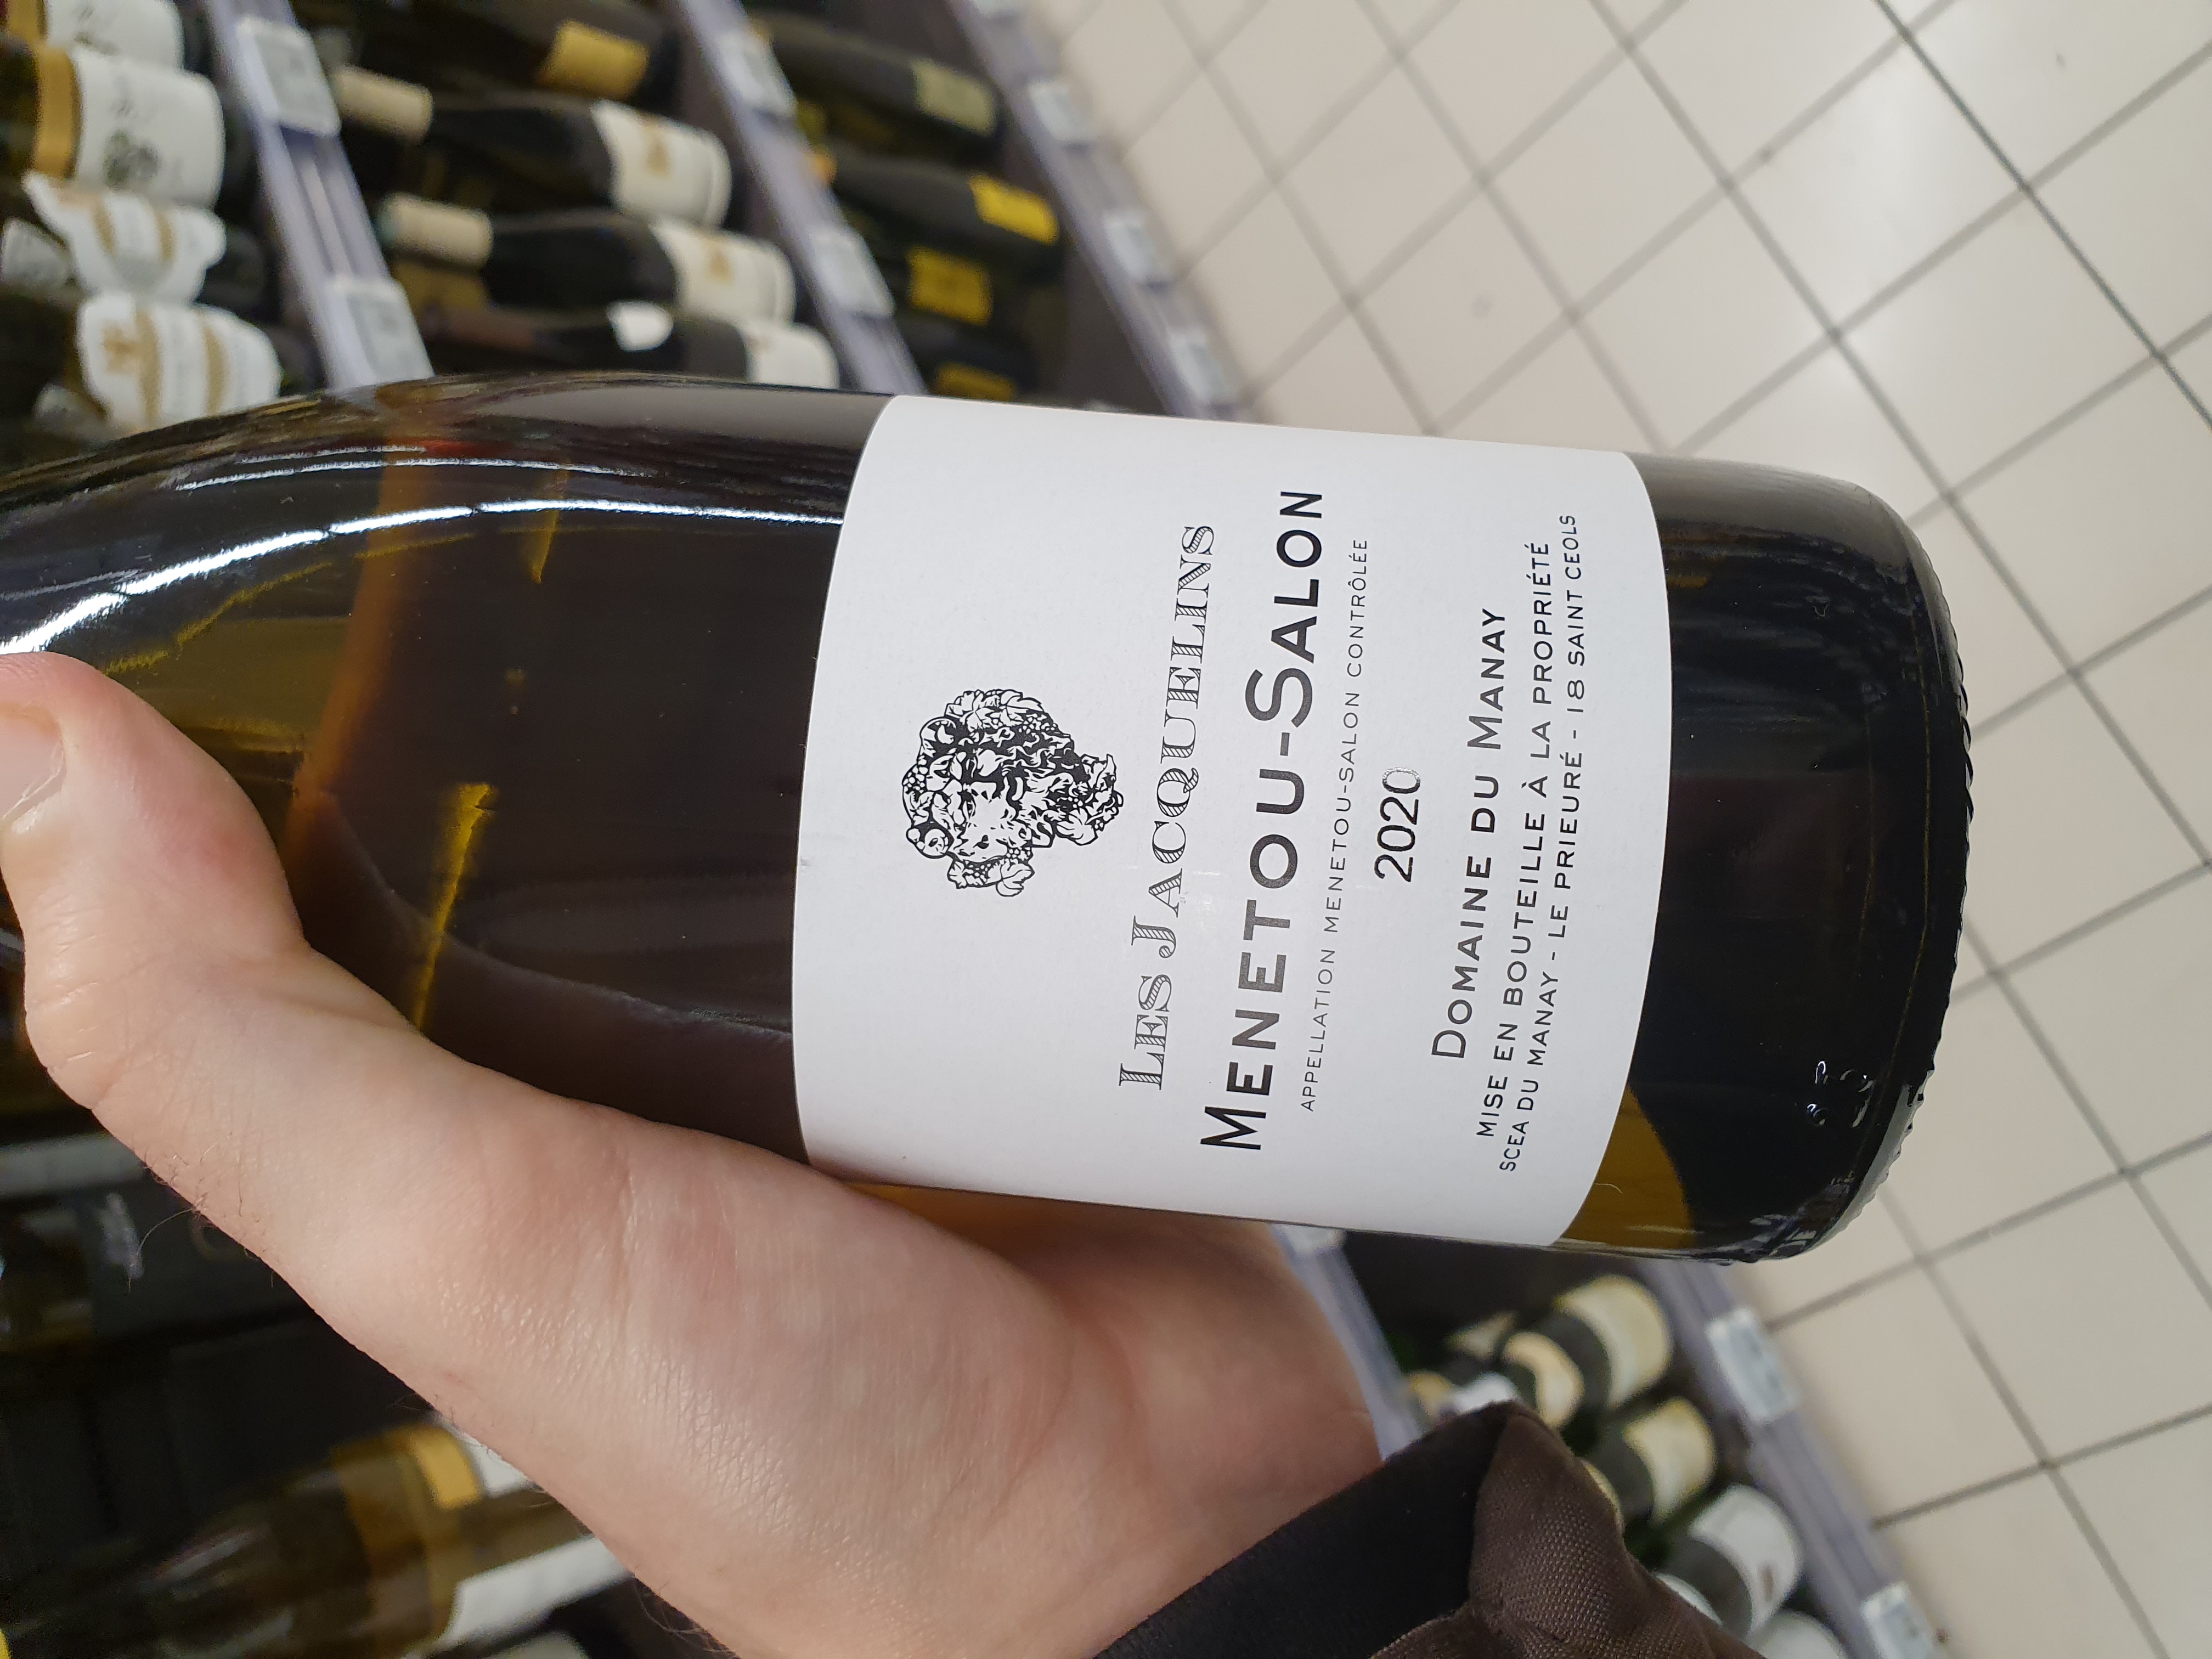 LES JACQUELINS
MENETOU-SALON
APPELLATION MENETOU-SALON CONTRÔLÉE
2020
DOMAINE DU MANAY
MISE EN BOUTEILLE À LA PROPRIÉTÉ
SCEA DU MANAY - LE PRIEURÉ - 18 SAINT CEOLS